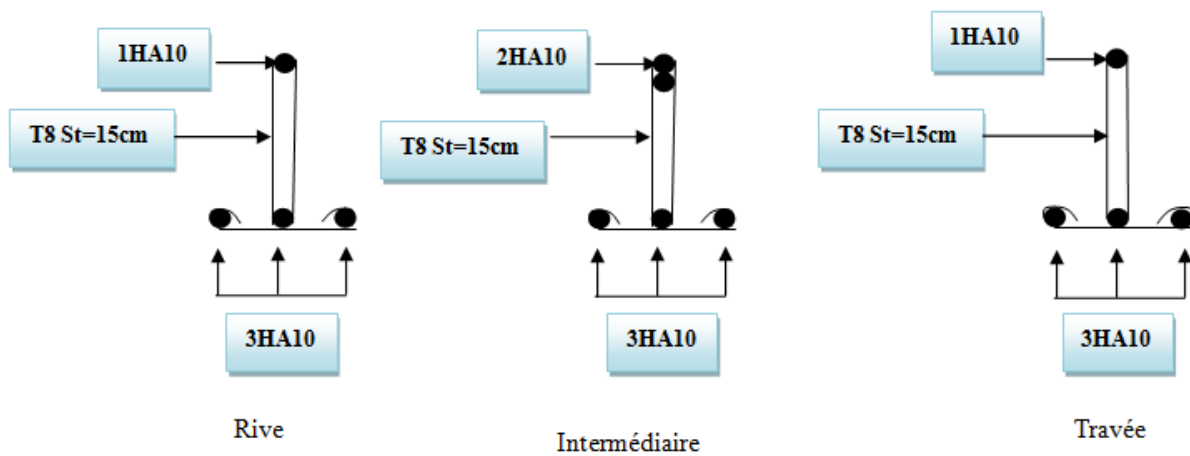 1HA10
T8 St=15cm
3HA10
Rive
2HA10
T8 St=15cm
3HA10
Intermédiaire
1HA10
T8 St=15cm
3HA10
Travée